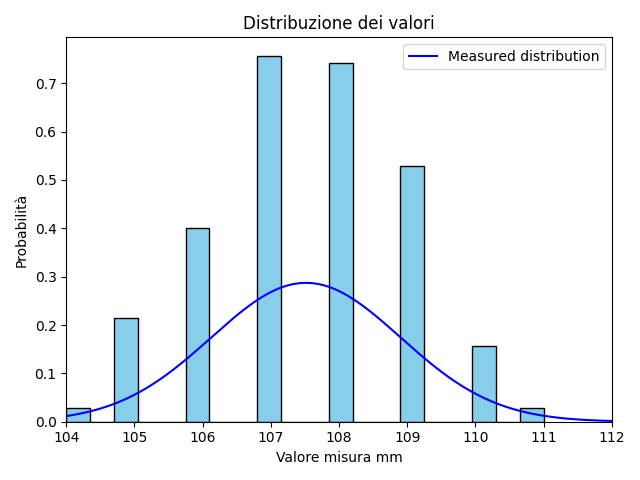 Distribuzione dei valori
Measured distribution
0.7
0.6
0.5
0.4
0.3
0.2
0.1
0.0
Probabilità
104 105 106 107 108 109 110 111 112
Valore misura mm